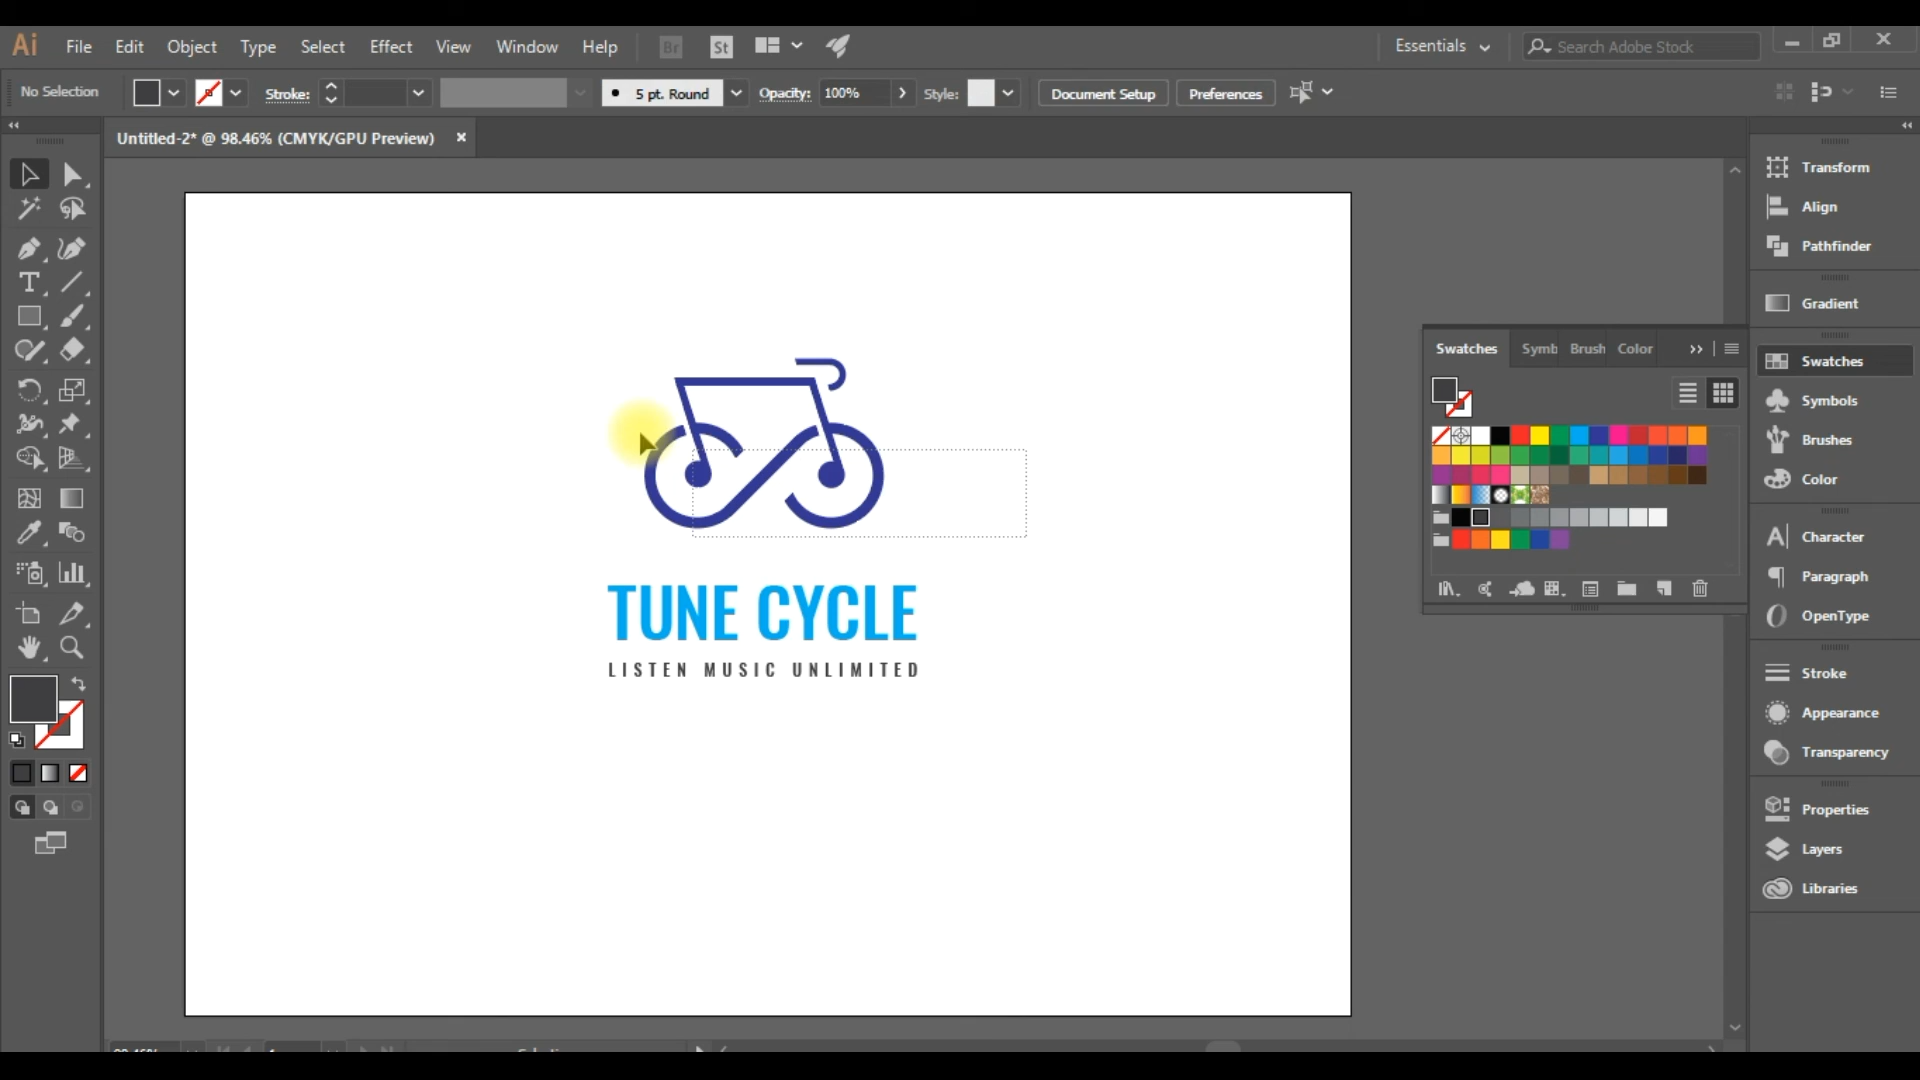 Ai File Edit Object Type Select Effect View Window Help Br St Essentials Search Adobe Stock
No Selection Stroke: 5 pt. Round Opacity: 100% Style: Document Setup Preferences
Untitled-2* @ 98.46% (CMYK/GPU Preview)
Transform
Align
Pathfinder
Gradient
Swatches Symb Brush Color
Swatches
Symbols
Brushes
Color
Character
Paragraph
OpenType
Stroke
Appearance
Transparency
Properties
Layers
Libraries
TUNE CYCLE
LISTEN MUSIC UNLIMITED